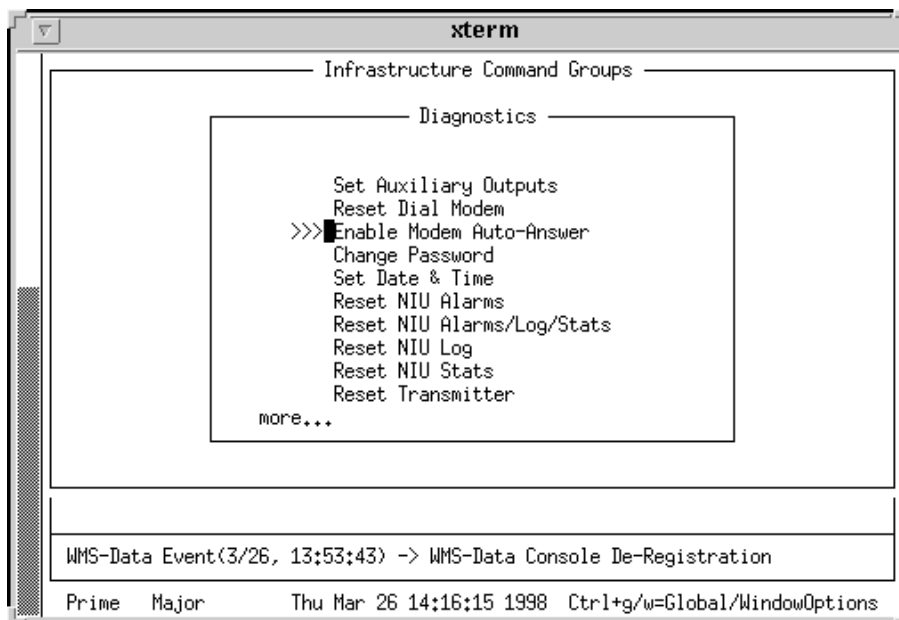 xterm
Infrastructure Command Groups
Diagnostics
Set Auxiliary Outputs
Reset Dial Modem
>>> Enable Modem Auto-Answer
Change Password
Set Date & Time
Reset NIU Alarms
Reset NIU Alarms/Log/Stats
Reset NIU Log
Reset NIU Stats
Reset Transmitter
more...
WMS-Data Event(3/26, 13:53:43) -> WMS-Data Console De-Registration
Prime Major Thu Mar 26 14:16:15 1998 Ctrl+g/w=Global/WindowOptions